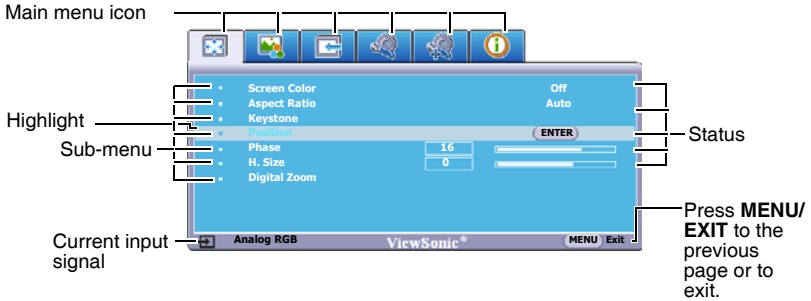 Main menu icon
Screen Color Off
Aspect Ratio Auto
Keystone
Highlight
Position ENTER
Status
Sub-menu
Phase 16
H. Size 0
Digital Zoom
Current input
signal
Analog RGB ViewSonic® MENU Exit
Press MENU/
EXIT to the
previous
page or to
exit.